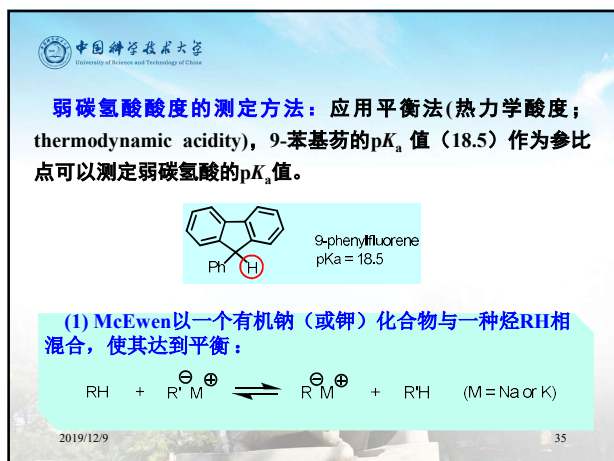 中国科学技术大学
University of Science and Technology of China
弱碳氢酸酸度的测定方法：应用平衡法(热力学酸度；
thermodynamic acidity)，9-苯基芴的pKa 值（18.5）作为参比
点可以测定弱碳氢酸的pKa值。
9-phenylfluorene
pKa = 18.5
Ph H
(1) McEwen以一个有机钠（或钾）化合物与一种烃RH相
混合，使其达到平衡：
RH + R'⊖ M⊕ ⇌ R⊖ M⊕ + R'H (M = Na or K)
2019/12/9
35